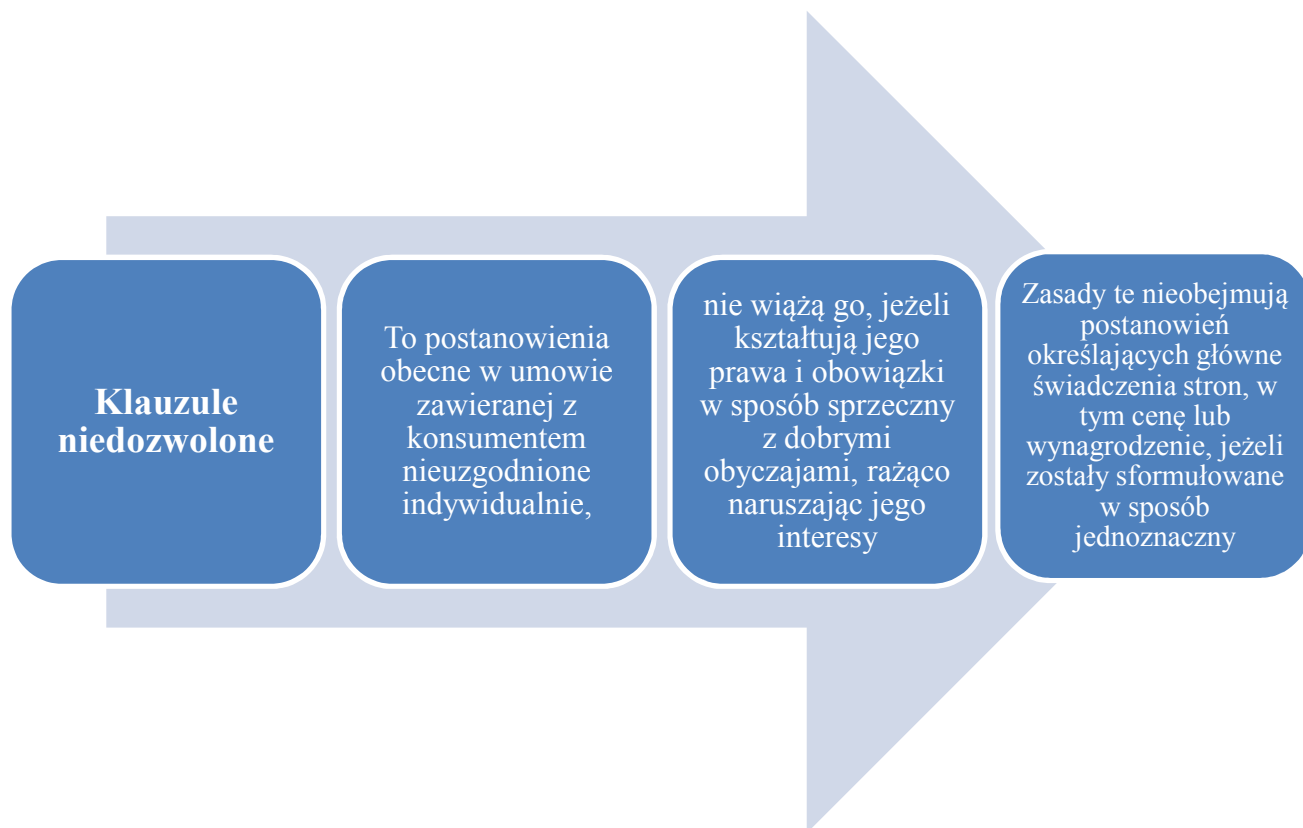 Klauzule
niedozwolone
To postanowienia
obecne w umowie
zawieranej z
konsumentem
nieuzgodnione
indywidualnie,
nie wiążą go, jeżeli
kształtują jego
prawa i obowiązki
w sposób sprzeczny
z dobrymi
obyczajami, rażąco
naruszając jego
interesy
Zasady te nieobejmują
postanowień
określających główne
świadczenia stron, w
tym cenę lub
wynagrodzenie, jeżeli
zostały sformułowane
w sposób
jednoznaczny